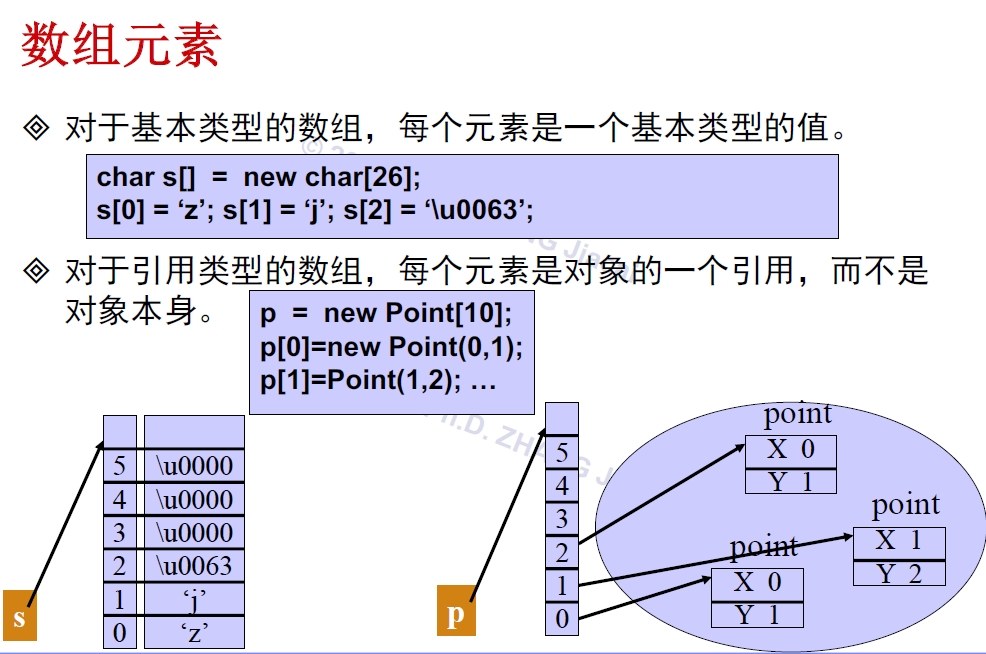 数组元素
对于基本类型的数组，每个元素是一个基本类型的值。
char s[] = new char[26];
s[0] = ‘z’; s[1] = ‘j’; s[2] = ‘\u0063’;
对于引用类型的数组，每个元素是对象的一个引用，而不是
对象本身。
p = new Point[10];
p[0]=new Point(0,1);
p[1]=Point(1,2); …
5 \u0000
4 \u0000
3 \u0000
2 \u0063
1 ‘j’
0 ‘z’
s
5
4
3
2
1
0
p
point
X 0
Y 1
point
X 1
Y 2
point
X 0
Y 1